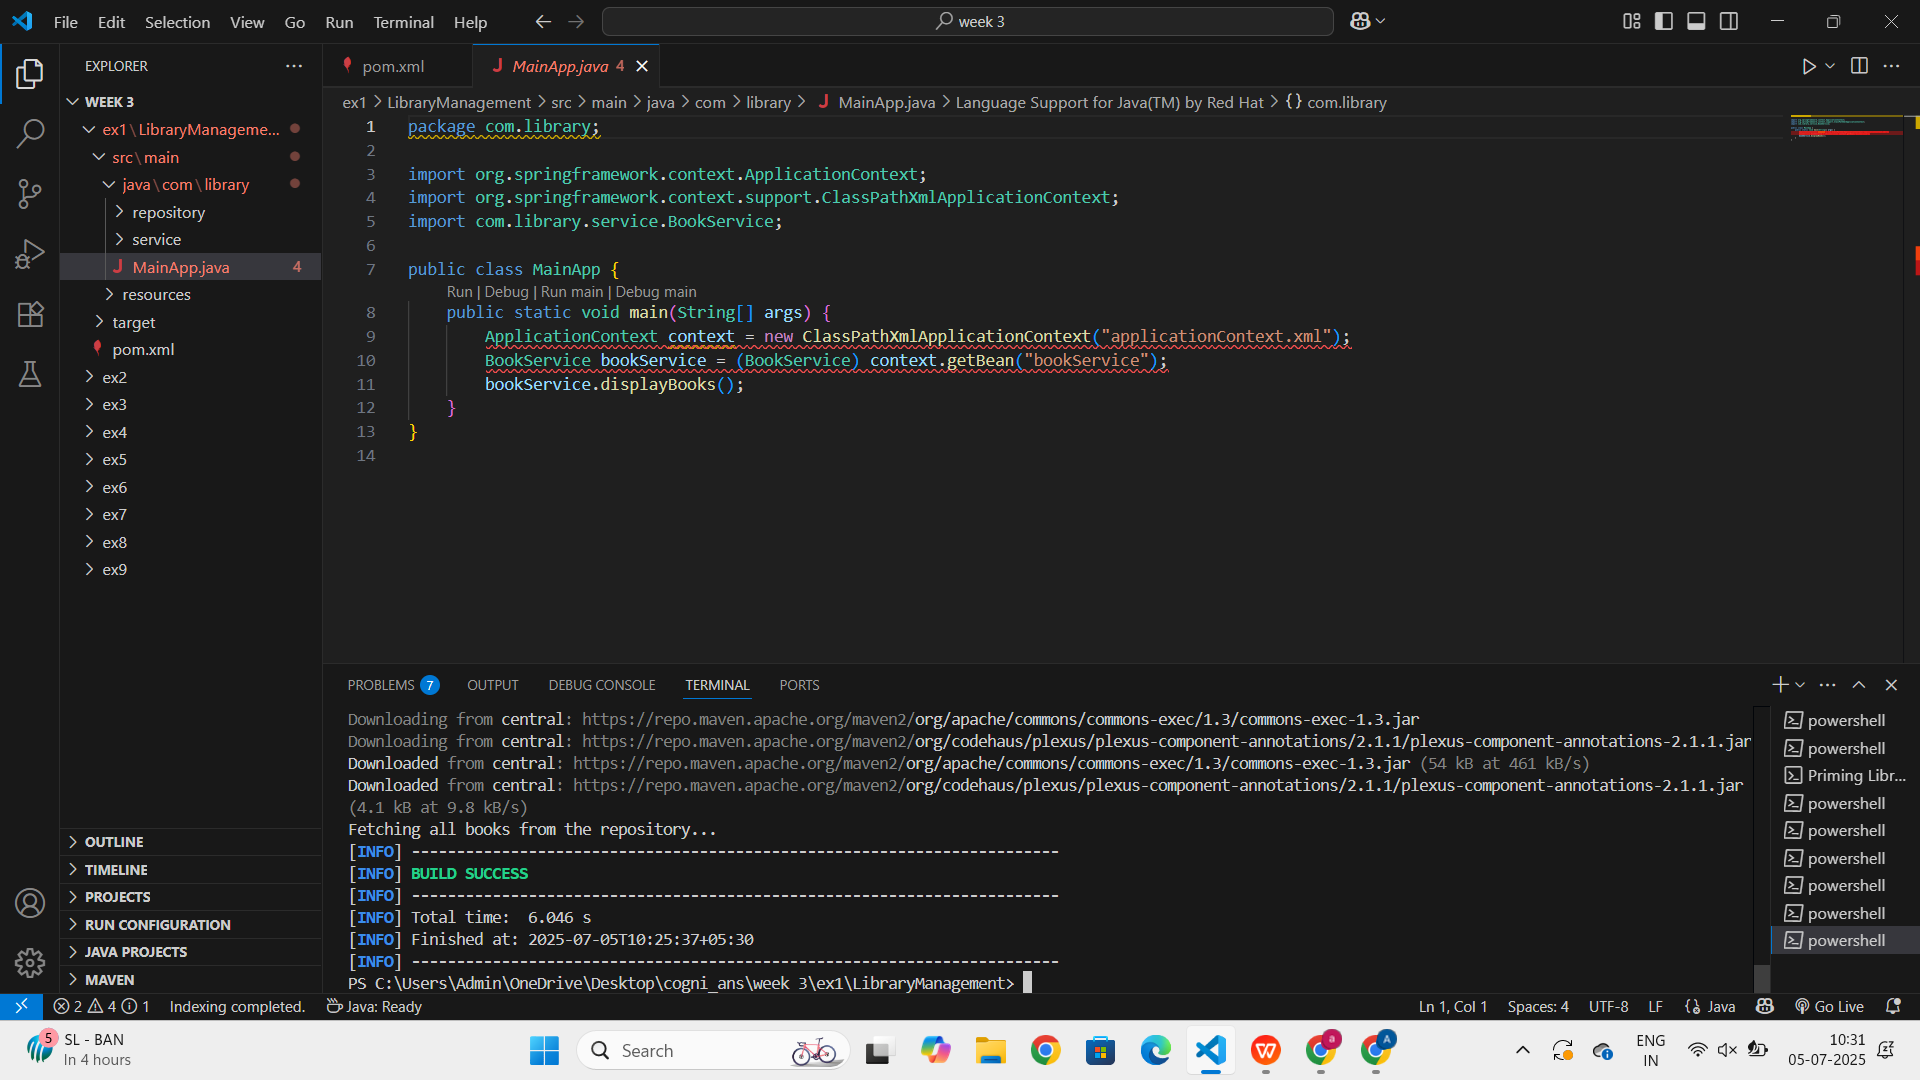 File Edit Selection View Go Run Terminal Help
week 3
EXPLORER
WEEK 3
ex1\LibraryManageme...
src\main
java\com\library
repository
service
MainApp.java 4
resources
target
pom.xml
ex2
ex3
ex4
ex5
ex6
ex7
ex8
ex9
OUTLINE
TIMELINE
PROJECTS
RUN CONFIGURATION
JAVA PROJECTS
MAVEN
pom.xml
MainApp.java 4
ex1 > LibraryManagement > src > main > java > com > library > MainApp.java > Language Support for Java(TM) by Red Hat > {} com.library
1 package com.library;
2
3 import org.springframework.context.ApplicationContext;
4 import org.springframework.context.support.ClassPathXmlApplicationContext;
5 import com.library.service.BookService;
6
7 public class MainApp {
Run | Debug | Run main | Debug main
8 public static void main(String[] args) {
9 ApplicationContext context = new ClassPathXmlApplicationContext("applicationContext.xml");
10 BookService bookService = (BookService) context.getBean("bookService");
11 bookService.displayBooks();
12 }
13 }
14
PROBLEMS 7 OUTPUT DEBUG CONSOLE TERMINAL PORTS
Downloading from central: https://repo.maven.apache.org/maven2/org/apache/commons/commons-exec/1.3/commons-exec-1.3.jar
Downloading from central: https://repo.maven.apache.org/maven2/org/codehaus/plexus/plexus-component-annotations/2.1.1/plexus-component-annotations-2.1.1.jar
Downloaded from central: https://repo.maven.apache.org/maven2/org/apache/commons/commons-exec/1.3/commons-exec-1.3.jar (54 kB at 461 kB/s)
Downloaded from central: https://repo.maven.apache.org/maven2/org/codehaus/plexus/plexus-component-annotations/2.1.1/plexus-component-annotations-2.1.1.jar
(4.1 kB at 9.8 kB/s)
Fetching all books from the repository...
[INFO] ------------------------------------------------------------------------
[INFO] BUILD SUCCESS
[INFO] ------------------------------------------------------------------------
[INFO] Total time:  6.046 s
[INFO] Finished at: 2025-07-05T10:25:37+05:30
[INFO] ------------------------------------------------------------------------
PS C:\Users\Admin\OneDrive\Desktop\cogni_ans\week 3\ex1\LibraryManagement>
powershell
powershell
Priming Libr...
powershell
powershell
powershell
powershell
powershell
powershell
2 4 1 Indexing completed. Java: Ready
Ln 1, Col 1 Spaces: 4 UTF-8 LF {} Java Go Live
5
SL - BAN
In 4 hours
Search
a
A
ENG
IN
10:31
05-07-2025